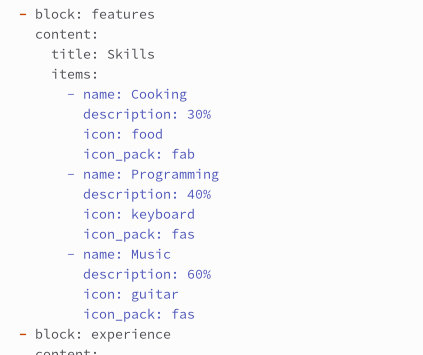 - block: features
  content:
    title: Skills
    items:
      - name: Cooking
        description: 30%
        icon: food
        icon_pack: fab
      - name: Programming
        description: 40%
        icon: keyboard
        icon_pack: fas
      - name: Music
        description: 60%
        icon: guitar
        icon_pack: fas
- block: experience
  content: